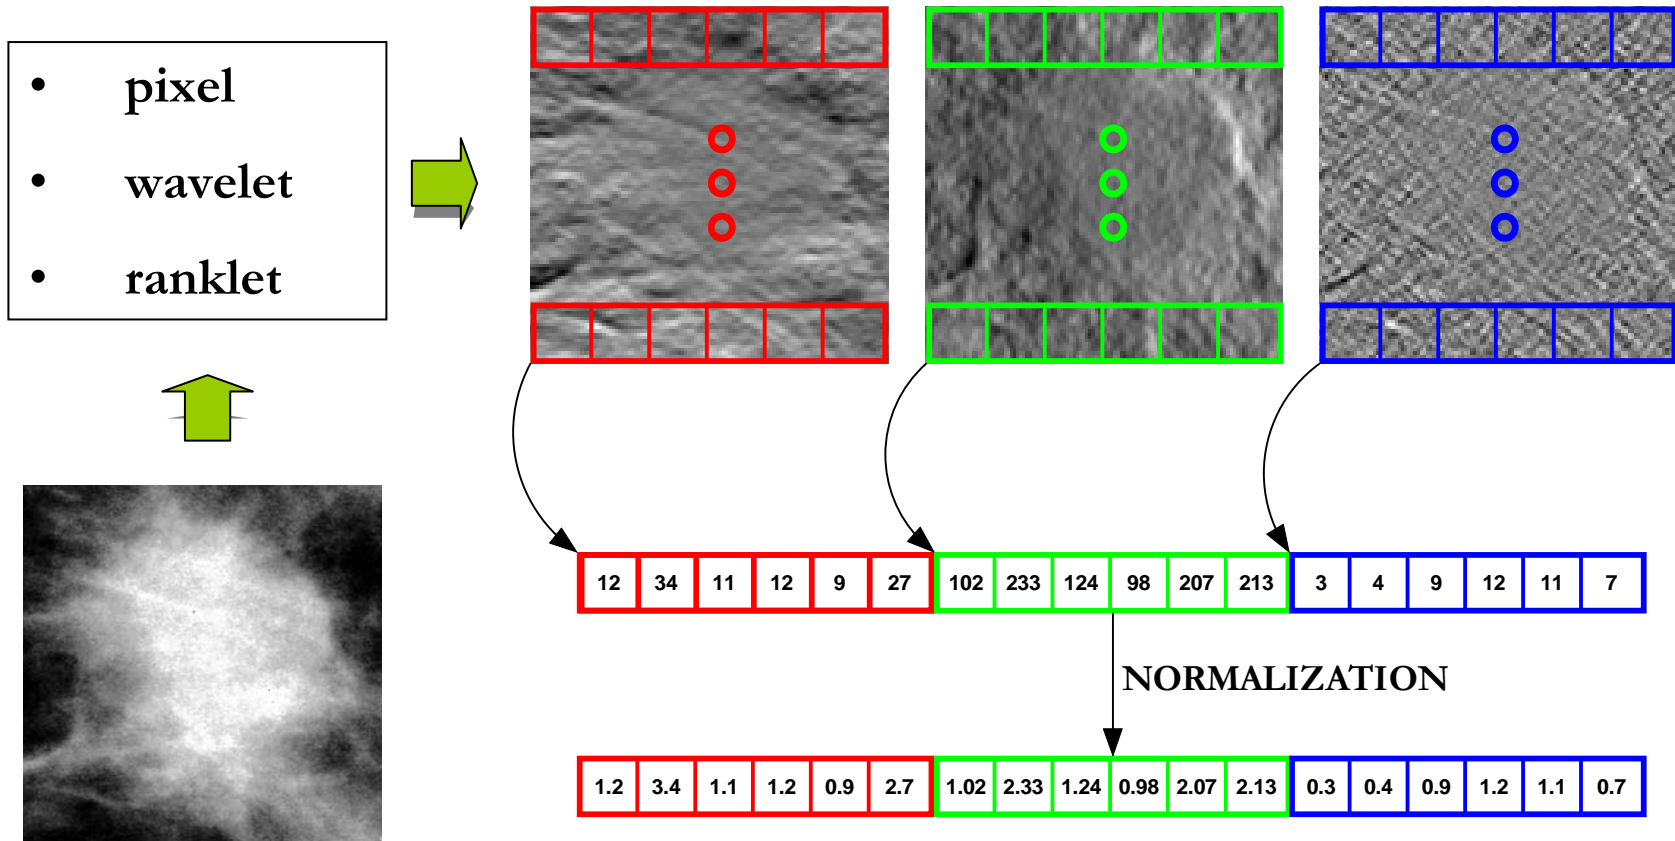 • pixel
• wavelet
• ranklet
12 34 11 12 9 27 102 233 124 98 207 213 3 4 9 12 11 7
NORMALIZATION
1.2 3.4 1.1 1.2 0.9 2.7 1.02 2.33 1.24 0.98 2.07 2.13 0.3 0.4 0.9 1.2 1.1 0.7